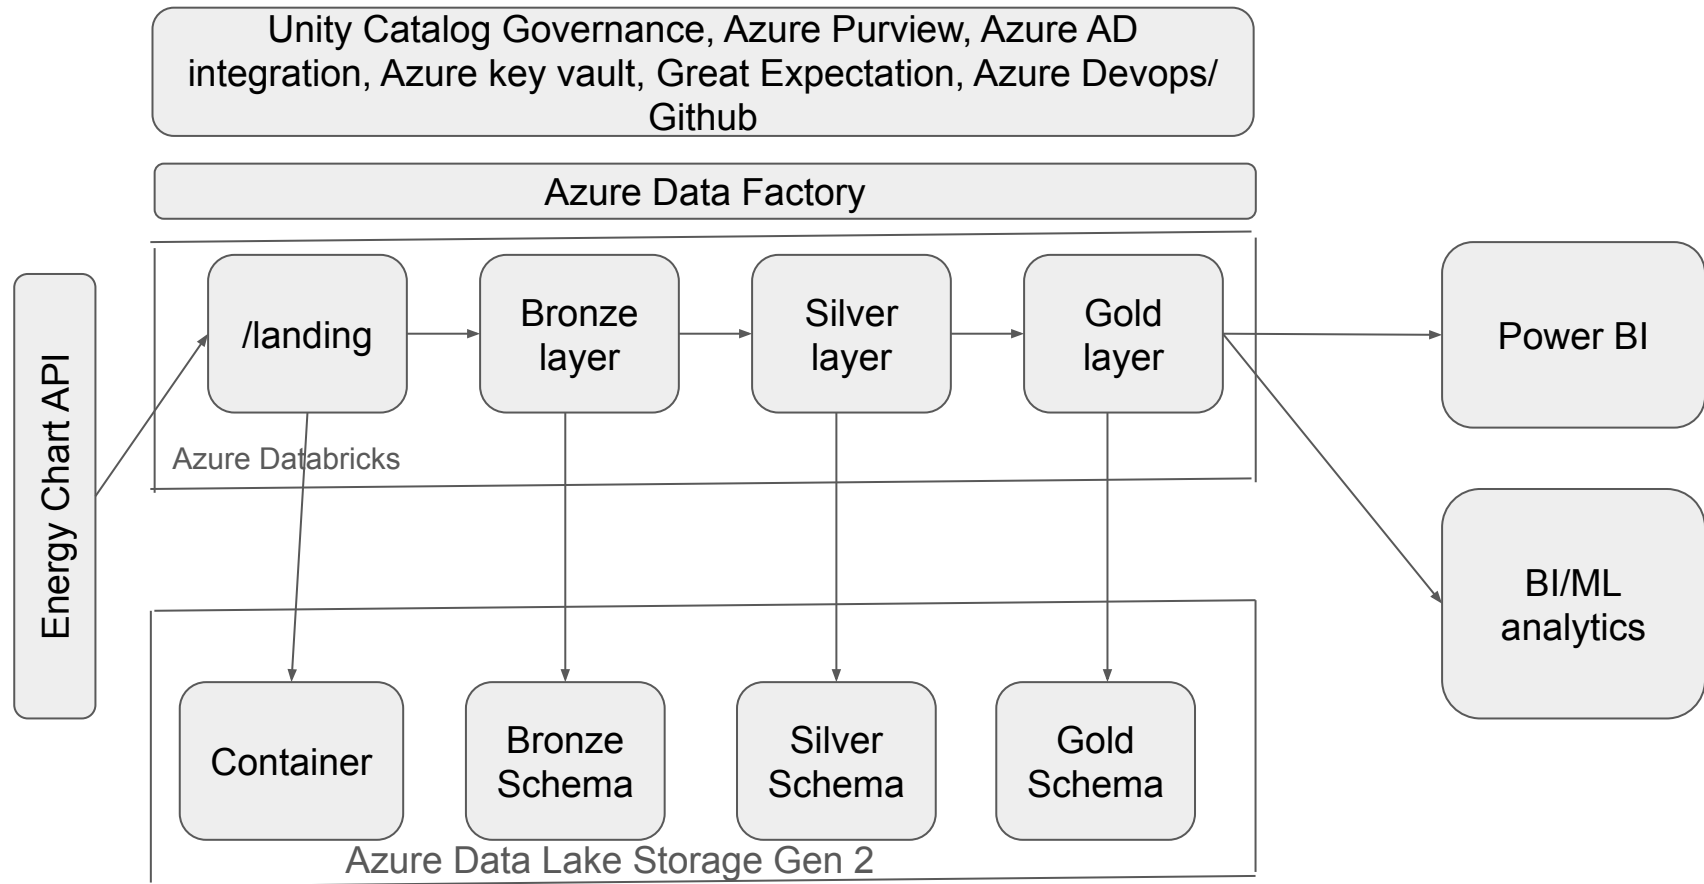 Unity Catalog Governance, Azure Purview, Azure AD
integration, Azure key vault, Great Expectation, Azure Devops/
Github
Azure Data Factory
Energy Chart API
/landing
Bronze
layer
Silver
layer
Gold
layer
Azure Databricks
Power BI
BI/ML
analytics
Container
Bronze
Schema
Silver
Schema
Gold
Schema
Azure Data Lake Storage Gen 2